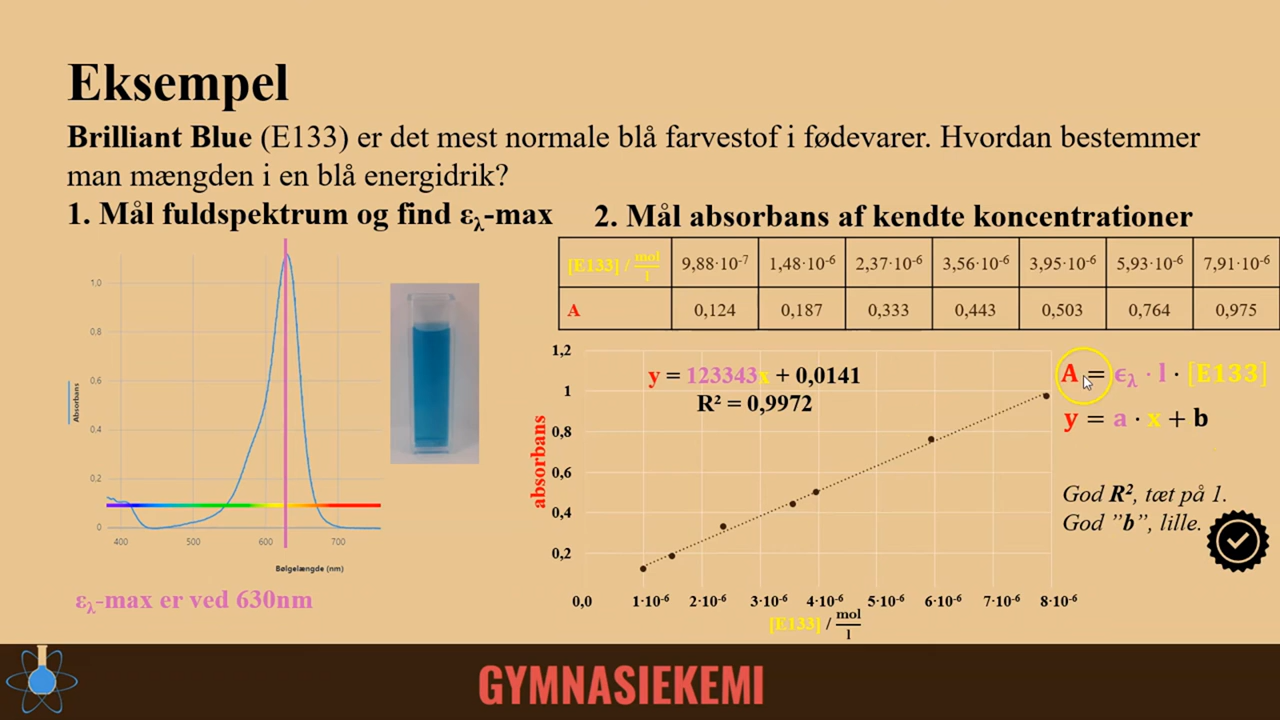 Eksempel
Brilliant Blue (E133) er det mest normale blå farvestof i fødevarer. Hvordan bestemmer
man mængden i en blå energidrik?
1. Mål fuldspektrum og find ελ-max
1,0
0.8
0.6
0.4
0.2
0
Absorbans
400 500 600 700
Bølgelængde (nm)
ελ-max er ved 630nm
2. Mål absorbans af kendte koncentrationer
[E133] / mol/l 9,88·10⁻⁷ 1,48·10⁻⁶ 2,37·10⁻⁶ 3,56·10⁻⁶ 3,95·10⁻⁶ 5,93·10⁻⁶ 7,91·10⁻⁶
A 0,124 0,187 0,333 0,443 0,503 0,764 0,975
1,2
1
0,8
0,6
0,4
0,2
absorbans
y = 123343x + 0,0141
R² = 0,9972
0,0 1·10⁻⁶ 2·10⁻⁶ 3·10⁻⁶ 4·10⁻⁶ 5·10⁻⁶ 6·10⁻⁶ 7·10⁻⁶ 8·10⁻⁶
[E133] / mol/l
A = ϵλ · l · [E133]
y = a · x + b
God R², tæt på 1.
God ”b”, lille.
GYMNASIEKEMI